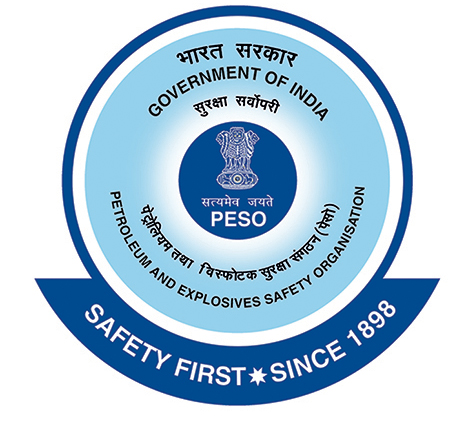 भारत सरकार
GOVERNMENT OF INDIA
सुरक्षा सर्वोपरी
सत्यमेव जयते
PESO
पेट्रोलियम तथा विस्फोटक सुरक्षा संगठन (पेसो)
PETROLEUM AND EXPLOSIVES SAFETY ORGANISATION
SAFETY FIRST ★ SINCE 1898